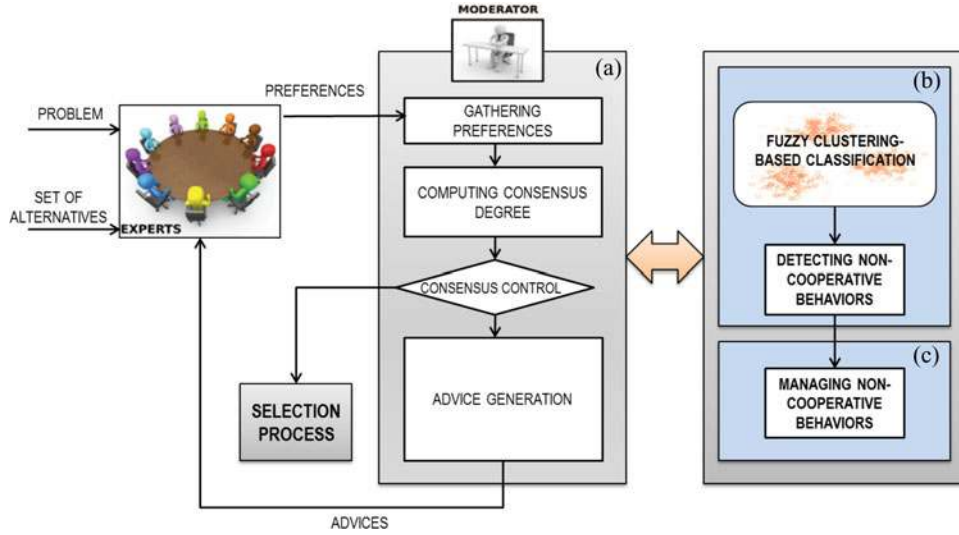 MODERATOR
(a)
PREFERENCES
PROBLEM
SET OF
ALTERNATIVES
EXPERTS
GATHERING
PREFERENCES
COMPUTING CONSENSUS
DEGREE
CONSENSUS CONTROL
ADVICE GENERATION
SELECTION
PROCESS
ADVICES
(b)
FUZZY CLUSTERING-
BASED CLASSIFICATION
DETECTING NON-
COOPERATIVE
BEHAVIORS
(c)
MANAGING NON-
COOPERATIVE
BEHAVIORS